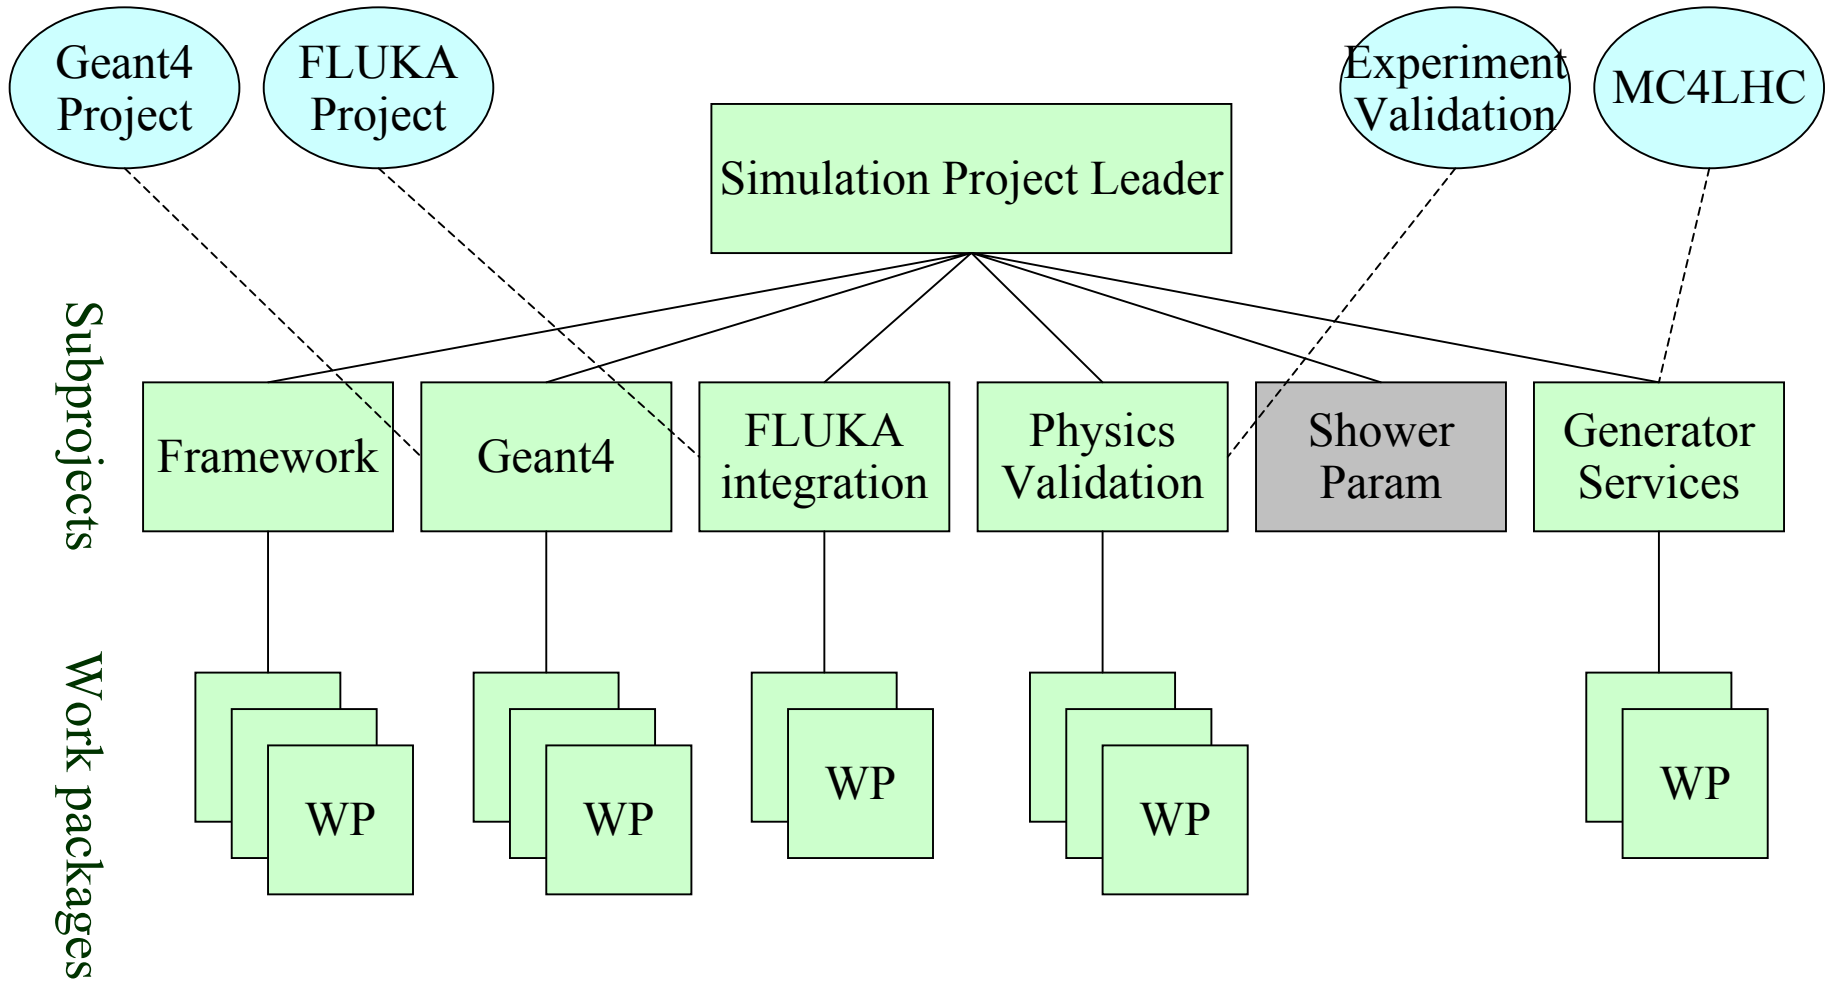 Geant4
Project
FLUKA
Project
Experiment
Validation
MC4LHC
Simulation Project Leader
Subprojects
Framework
Geant4
FLUKA
integration
Physics
Validation
Shower
Param
Generator
Services
Work packages
WP
WP
WP
WP
WP